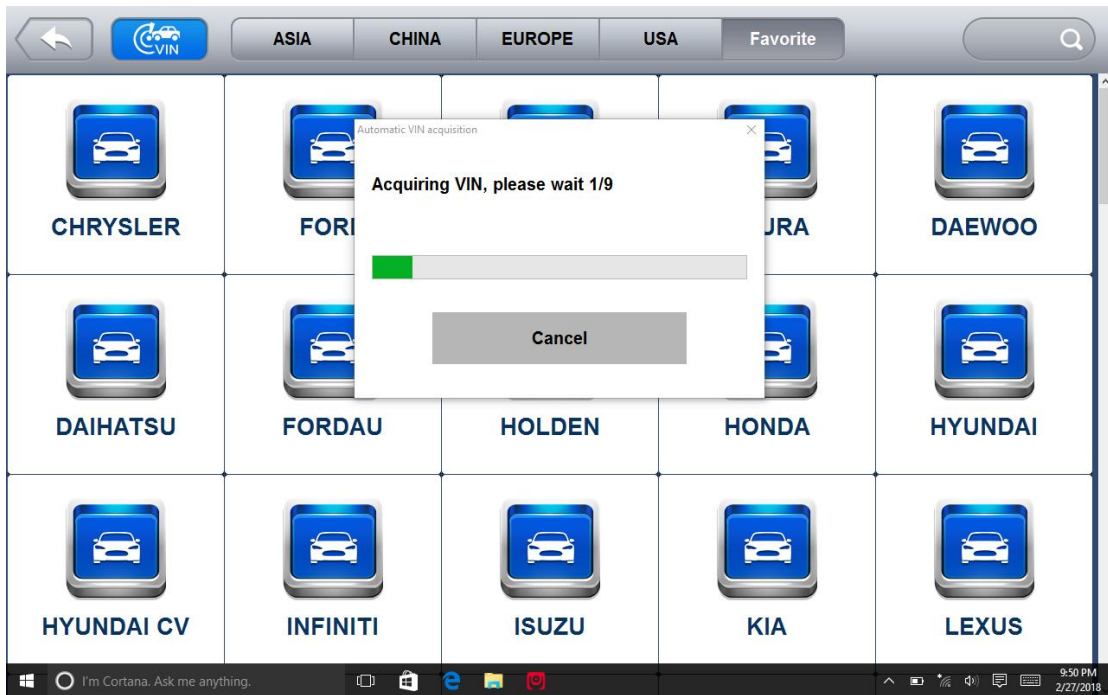 VIN
ASIA
CHINA
EUROPE
USA
Favorite
Automatic VIN acquisition
Acquiring VIN, please wait 1/9
Cancel
CHRYSLER
DAEWOO
DAIHATSU
FORDAU
HOLDEN
HONDA
HYUNDAI
HYUNDAI CV
INFINITI
ISUZU
KIA
LEXUS
I'm Cortana. Ask me anything.
9:50 PM
2/27/2018